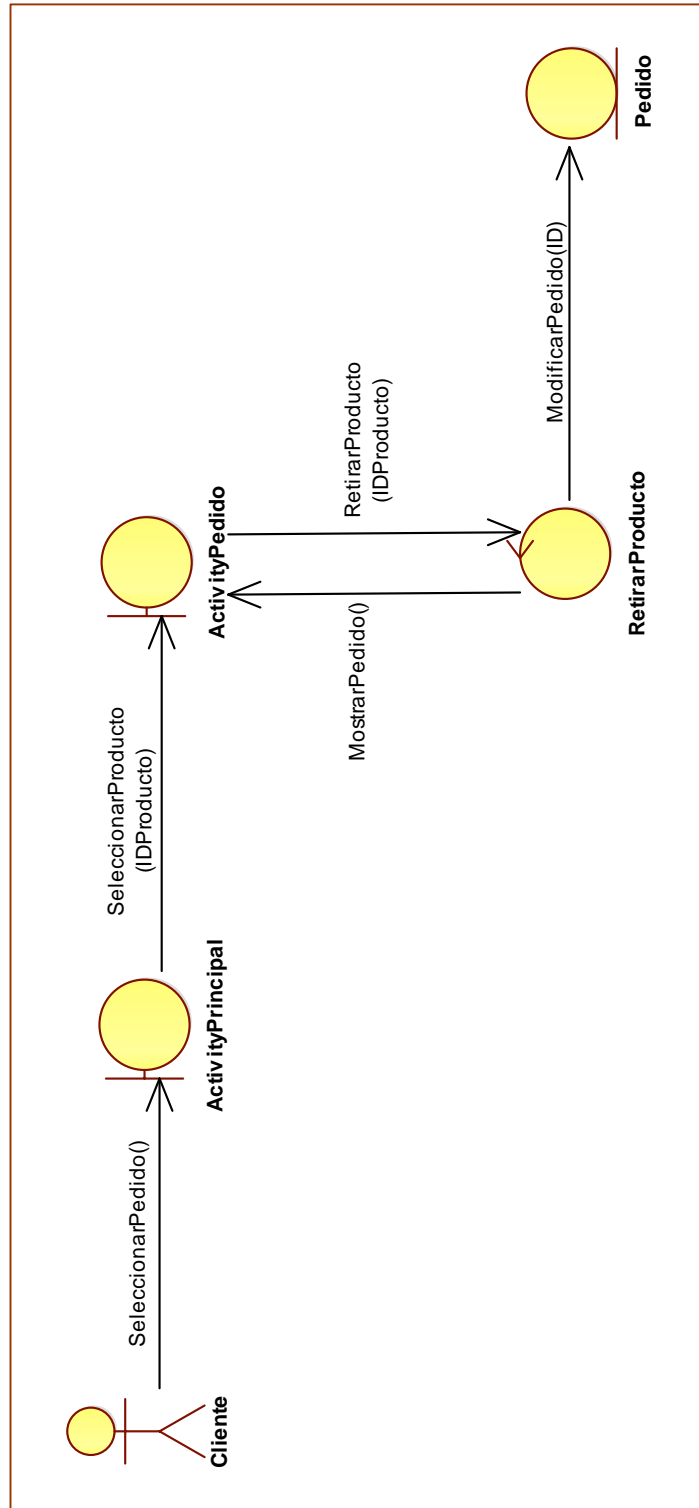 SeleccionarPedido()
Cliente
SeleccionarProducto
(IDProducto)
ActivityPrincipal
ActivityPedido
RetirarProducto
(IDProducto)
MostrarPedido()
RetirarProducto
ModificarPedido(ID)
Pedido